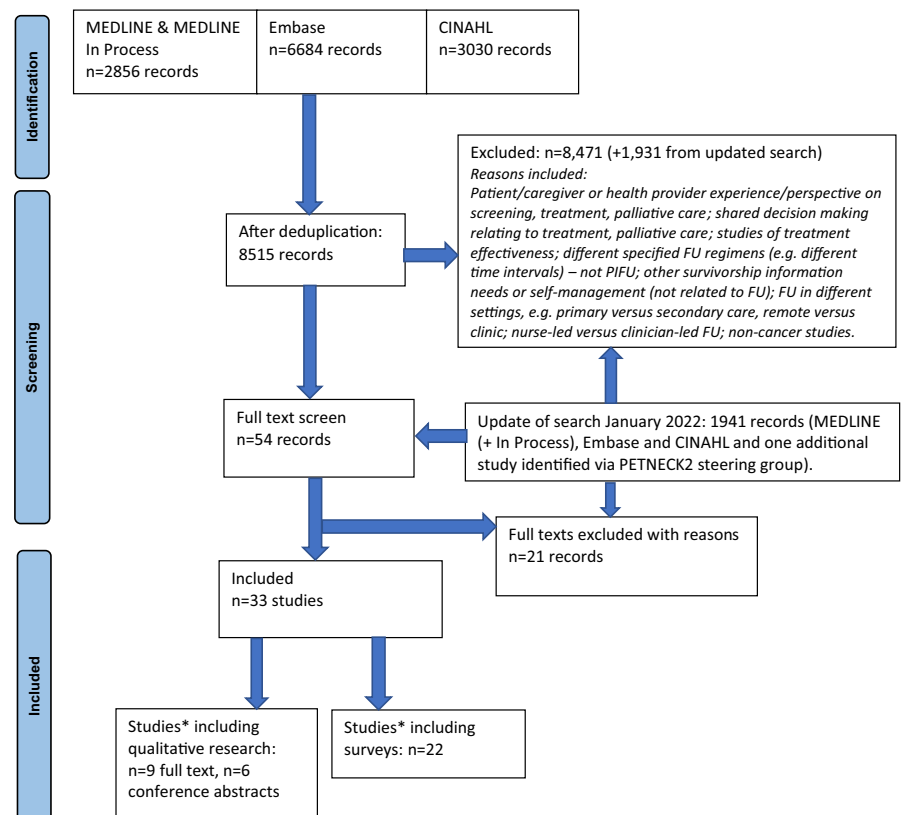 Identification
MEDLINE & MEDLINE
In Process
n=2856 records
Embase
n=6684 records
CINAHL
n=3030 records
Excluded: n=8,471 (+1,931 from updated search)
Reasons included:
Patient/caregiver or health provider experience/perspective on
screening, treatment, palliative care; shared decision making
relating to treatment, palliative care; studies of treatment
effectiveness; different specified FU regimens (e.g. different
time intervals) – not PIFU; other survivorship information
needs or self-management (not related to FU); FU in different
settings, e.g. primary versus secondary care, remote versus
clinic; nurse-led versus clinician-led FU; non-cancer studies.
Screening
After deduplication:
8515 records
Full text screen
n=54 records
Update of search January 2022: 1941 records (MEDLINE
(+ In Process), Embase and CINAHL and one additional
study identified via PETNECK2 steering group).
Full texts excluded with reasons
n=21 records
Included
Included
n=33 studies
Studies* including
qualitative research:
n=9 full text, n=6
conference abstracts
Studies* including
surveys: n=22